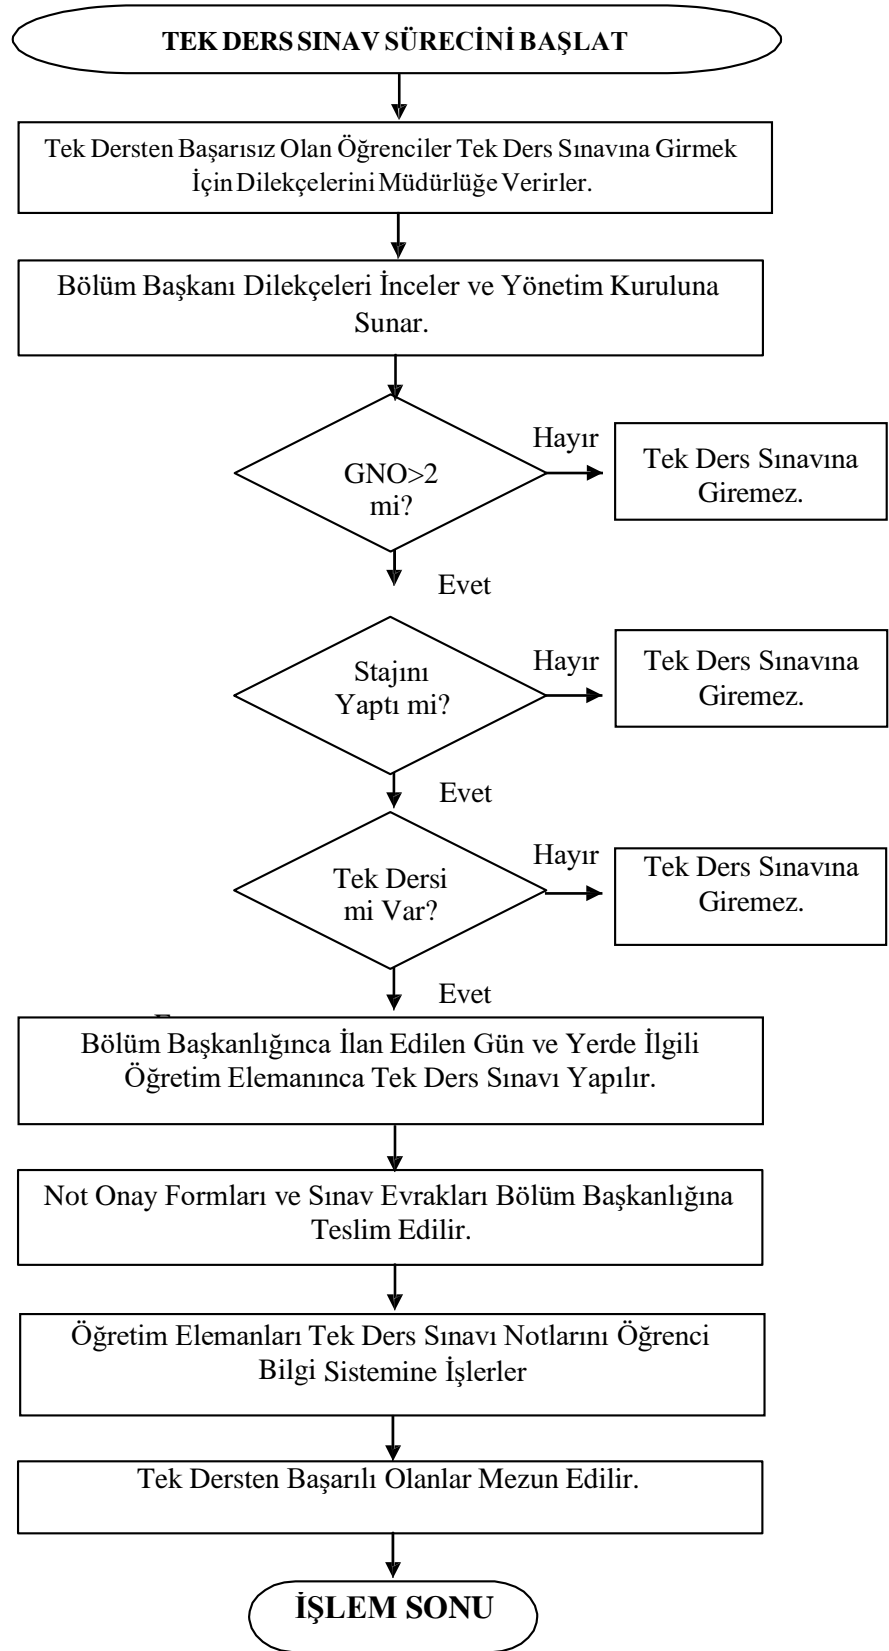 TEK DERS SINAV SÜRECİNİ BAŞLAT
Tek Dersten Başarısız Olan Öğrenciler Tek Ders Sınavına Girmek
İçin Dilekçelerini Müdürlüğe Verirler.
Bölüm Başkanı Dilekçeleri İnceler ve Yönetim Kuruluna
Sunar.
GNO>2
mi?
Hayır
Tek Ders Sınavına
Giremez.
Evet
Stajını
Yaptı mi?
Hayır
Tek Ders Sınavına
Giremez.
Evet
Tek Dersi
mi Var?
Hayır
Tek Ders Sınavına
Giremez.
Evet
Bölüm Başkanlığınca İlan Edilen Gün ve Yerde İlgili
Öğretim Elemanınca Tek Ders Sınavı Yapılır.
Not Onay Formları ve Sınav Evrakları Bölüm Başkanlığına
Teslim Edilir.
Öğretim Elemanları Tek Ders Sınavı Notlarını Öğrenci
Bilgi Sistemine İşlerler
Tek Dersten Başarılı Olanlar Mezun Edilir.
İŞLEM SONU